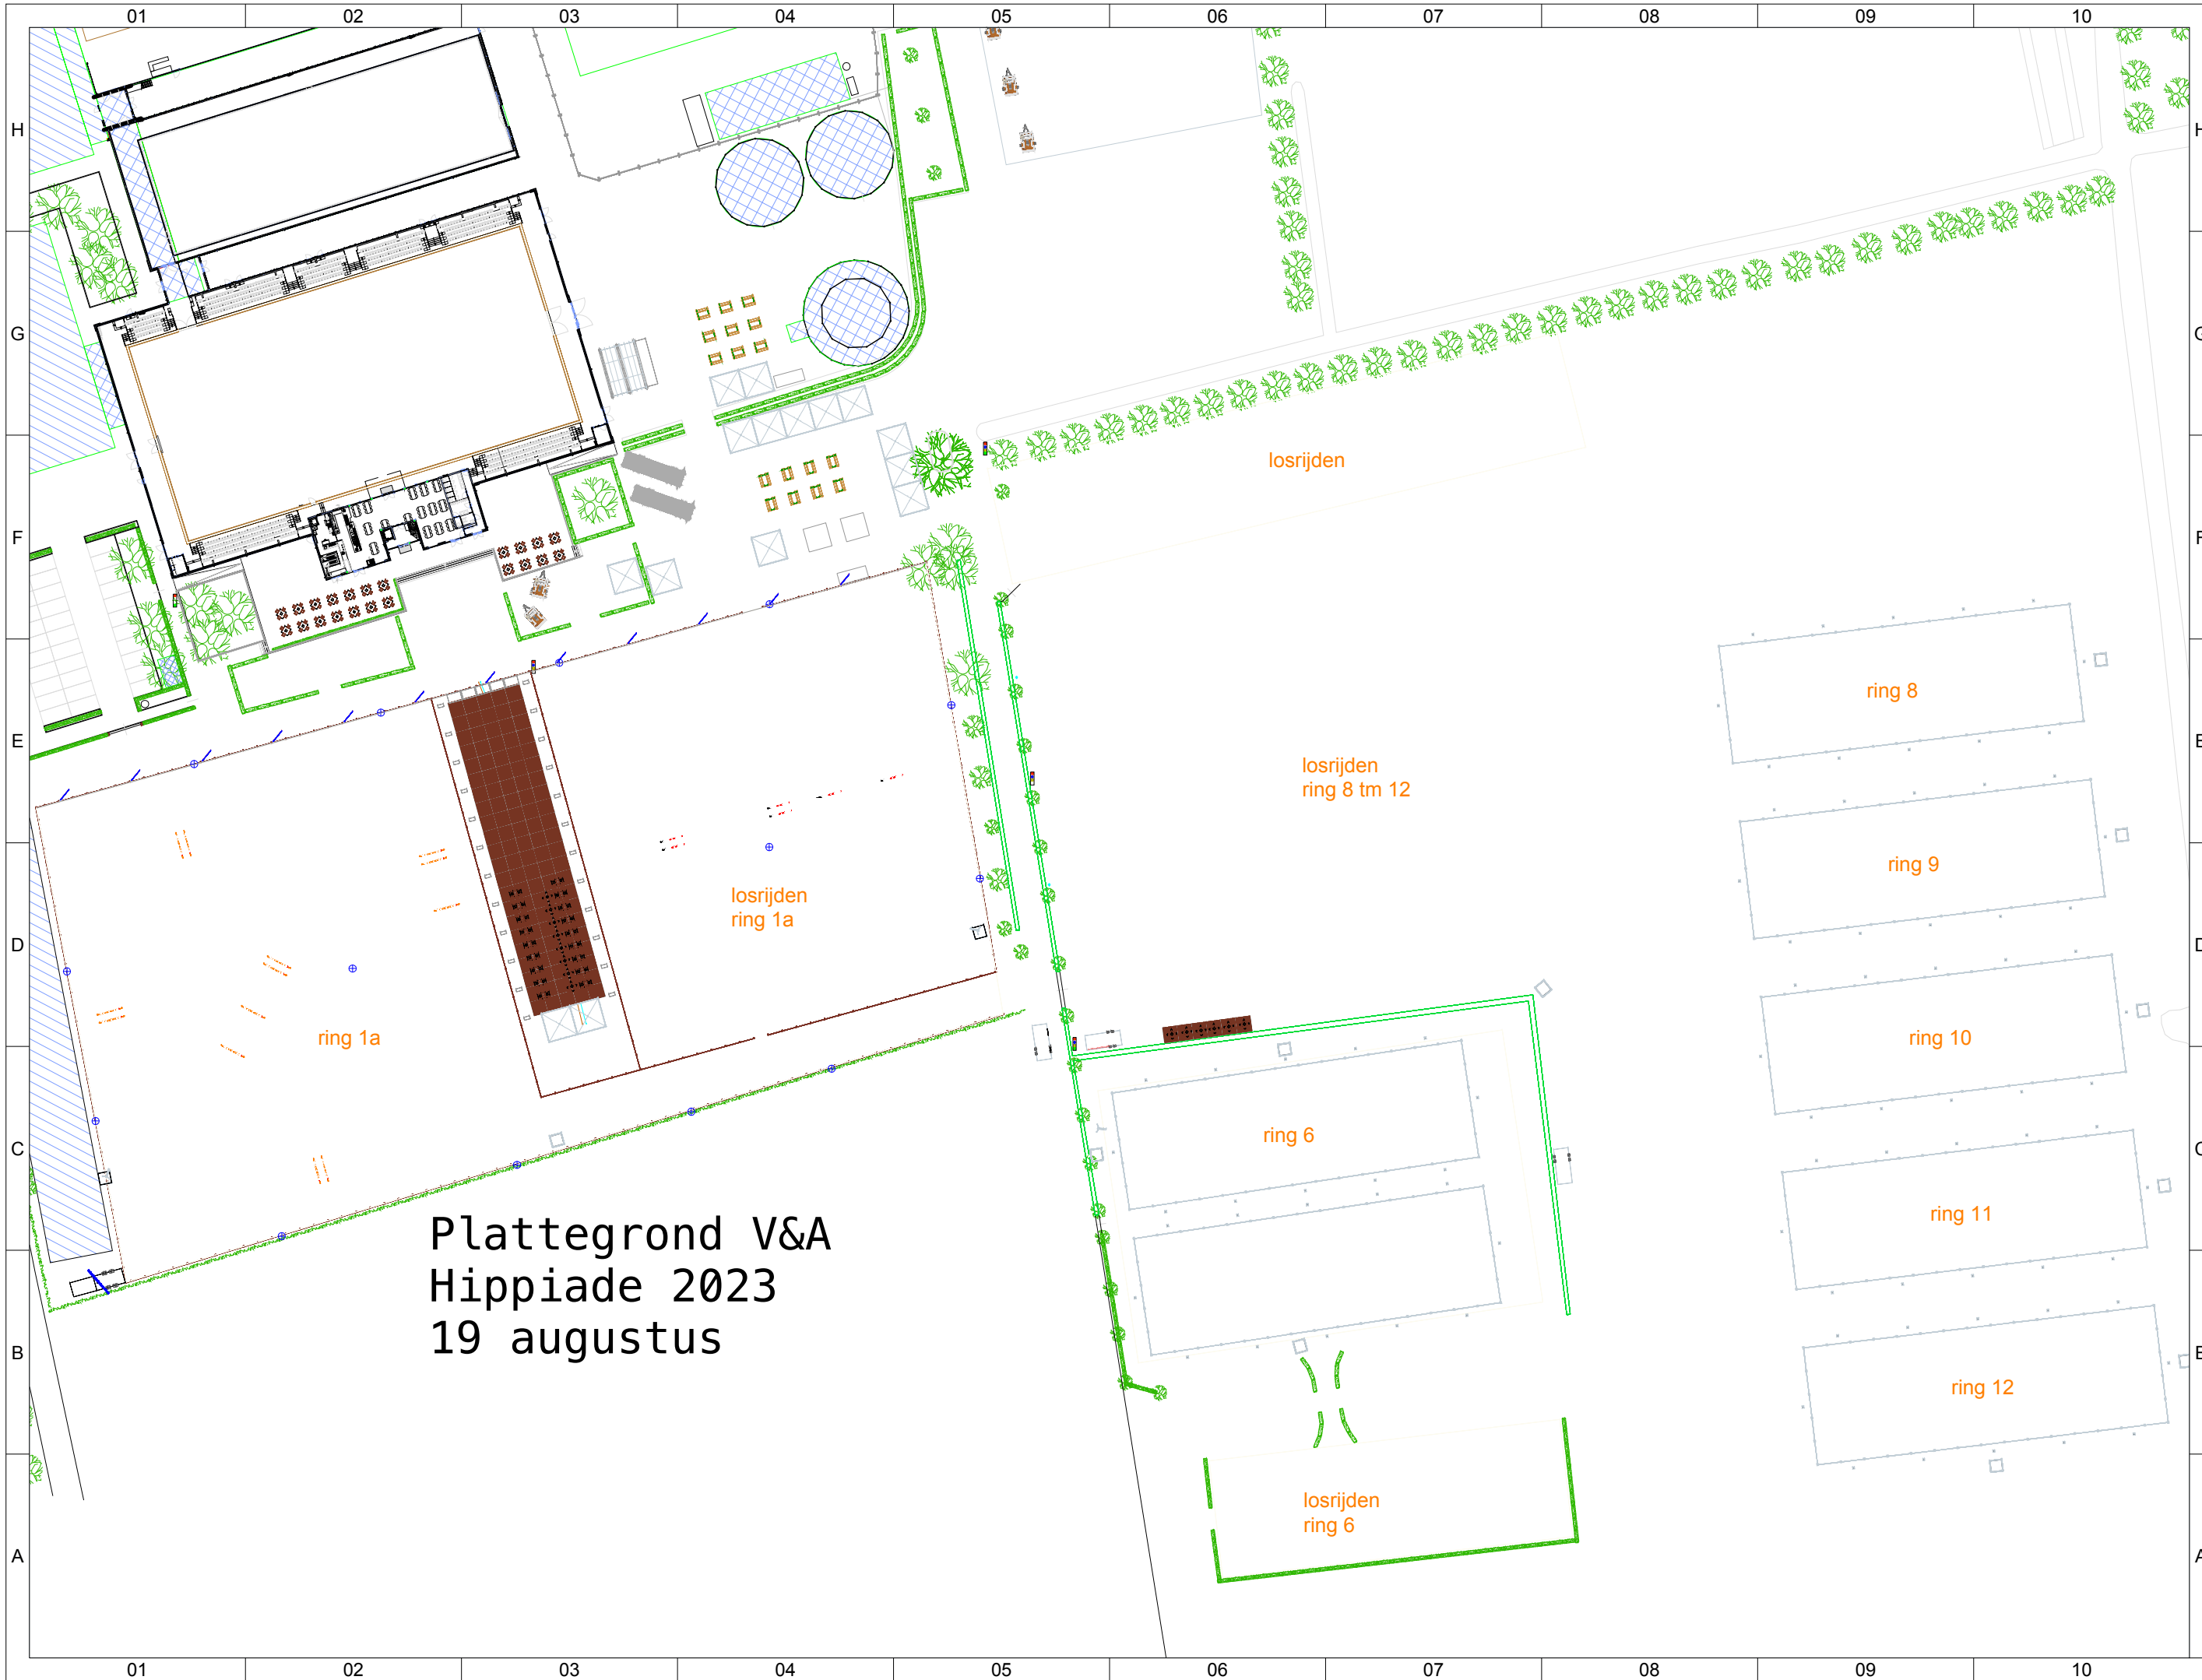 01 02 03 04 05 06 07 08 09 10
H H
G G
losrijden
F F
ring 8
E E
losrijden
ring 8 tm 12
ring 9
losrijden
ring 1a
D D
ring 1a
ring 10
ring 6
C C
ring 11
Plattegrond V&A
Hippiade 2023
19 augustus
B B
ring 12
losrijden
ring 6
A A
01 02 03 04 05 06 07 08 09 10